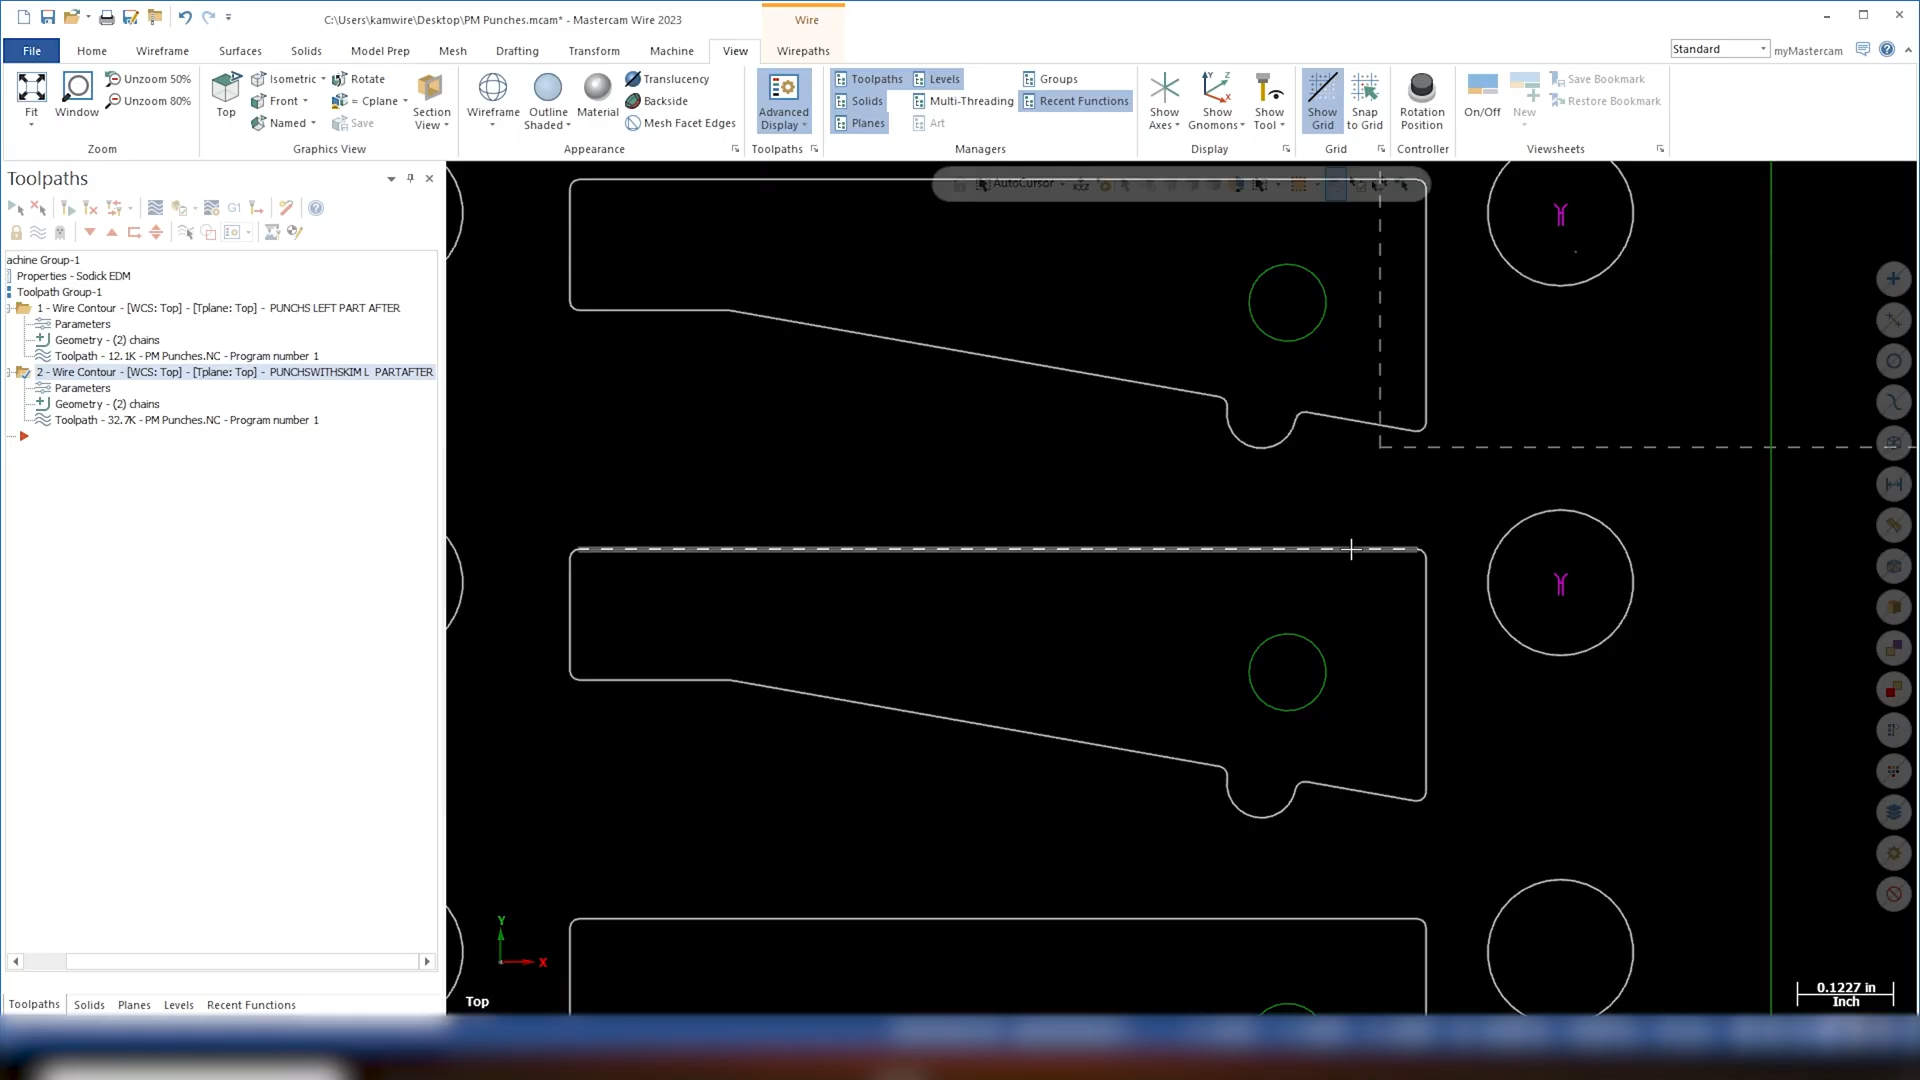 C:\Users\kamwire\Desktop\PM Punches.mcam* - Mastercam Wire 2023
Wire
File
Home
Wireframe
Surfaces
Solids
Model Prep
Mesh
Drafting
Transform
Machine
View
Wirepaths
Standard
myMastercam
Fit
Window
Unzoom 50%
Unzoom 80%
Zoom
Top
Isometric
Front
Named
Rotate
= Cplane
Save
Section View
Graphics View
Wireframe
Outline Shaded
Material
Translucency
Backside
Mesh Facet Edges
Appearance
Advanced Display
Toolpaths
Toolpaths
Solids
Planes
Levels
Multi-Threading
Art
Groups
Recent Functions
Managers
Show Axes
Show Gnomons
Show Tool
Display
Show Grid
Snap to Grid
Grid
Rotation Position
Controller
On/Off
New
Save Bookmark
Restore Bookmark
Viewsheets
Toolpaths
G1
AutoCursor
XYZ
achine Group-1
Properties - Sodick EDM
Toolpath Group-1
1 - Wire Contour - [WCS: Top] - [Tplane: Top] - PUNCHS LEFT PART AFTER
Parameters
Geometry - (2) chains
Toolpath - 12.1K - PM Punches.NC - Program number 1
2 - Wire Contour - [WCS: Top] - [Tplane: Top] - PUNCHSWITHSKIM L PARTAFTER
Parameters
Geometry - (2) chains
Toolpath - 32.7K - PM Punches.NC - Program number 1
Y
X
Top
0.1227 in
Inch
Toolpaths
Solids
Planes
Levels
Recent Functions